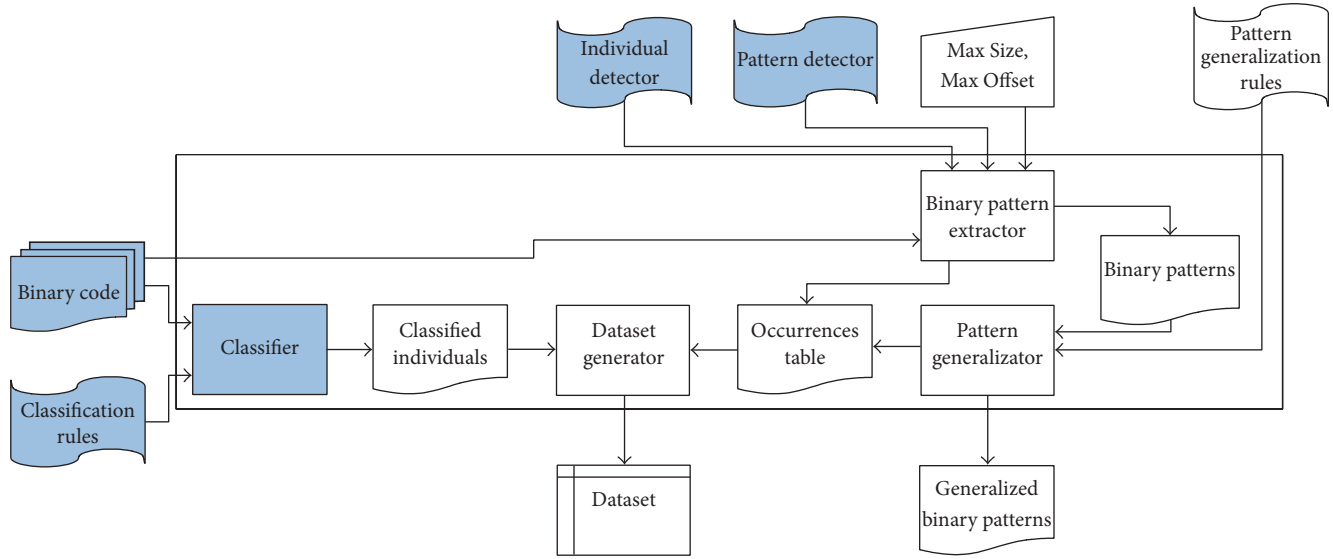 Individual
detector
Pattern detector
Max Size,
Max Offset
Pattern
generalization
rules
Binary pattern
extractor
Binary patterns
Binary code
Classifier
Classified
individuals
Dataset
generator
Occurrences
table
Pattern
generalizator
Classification
rules
Dataset
Generalized
binary patterns